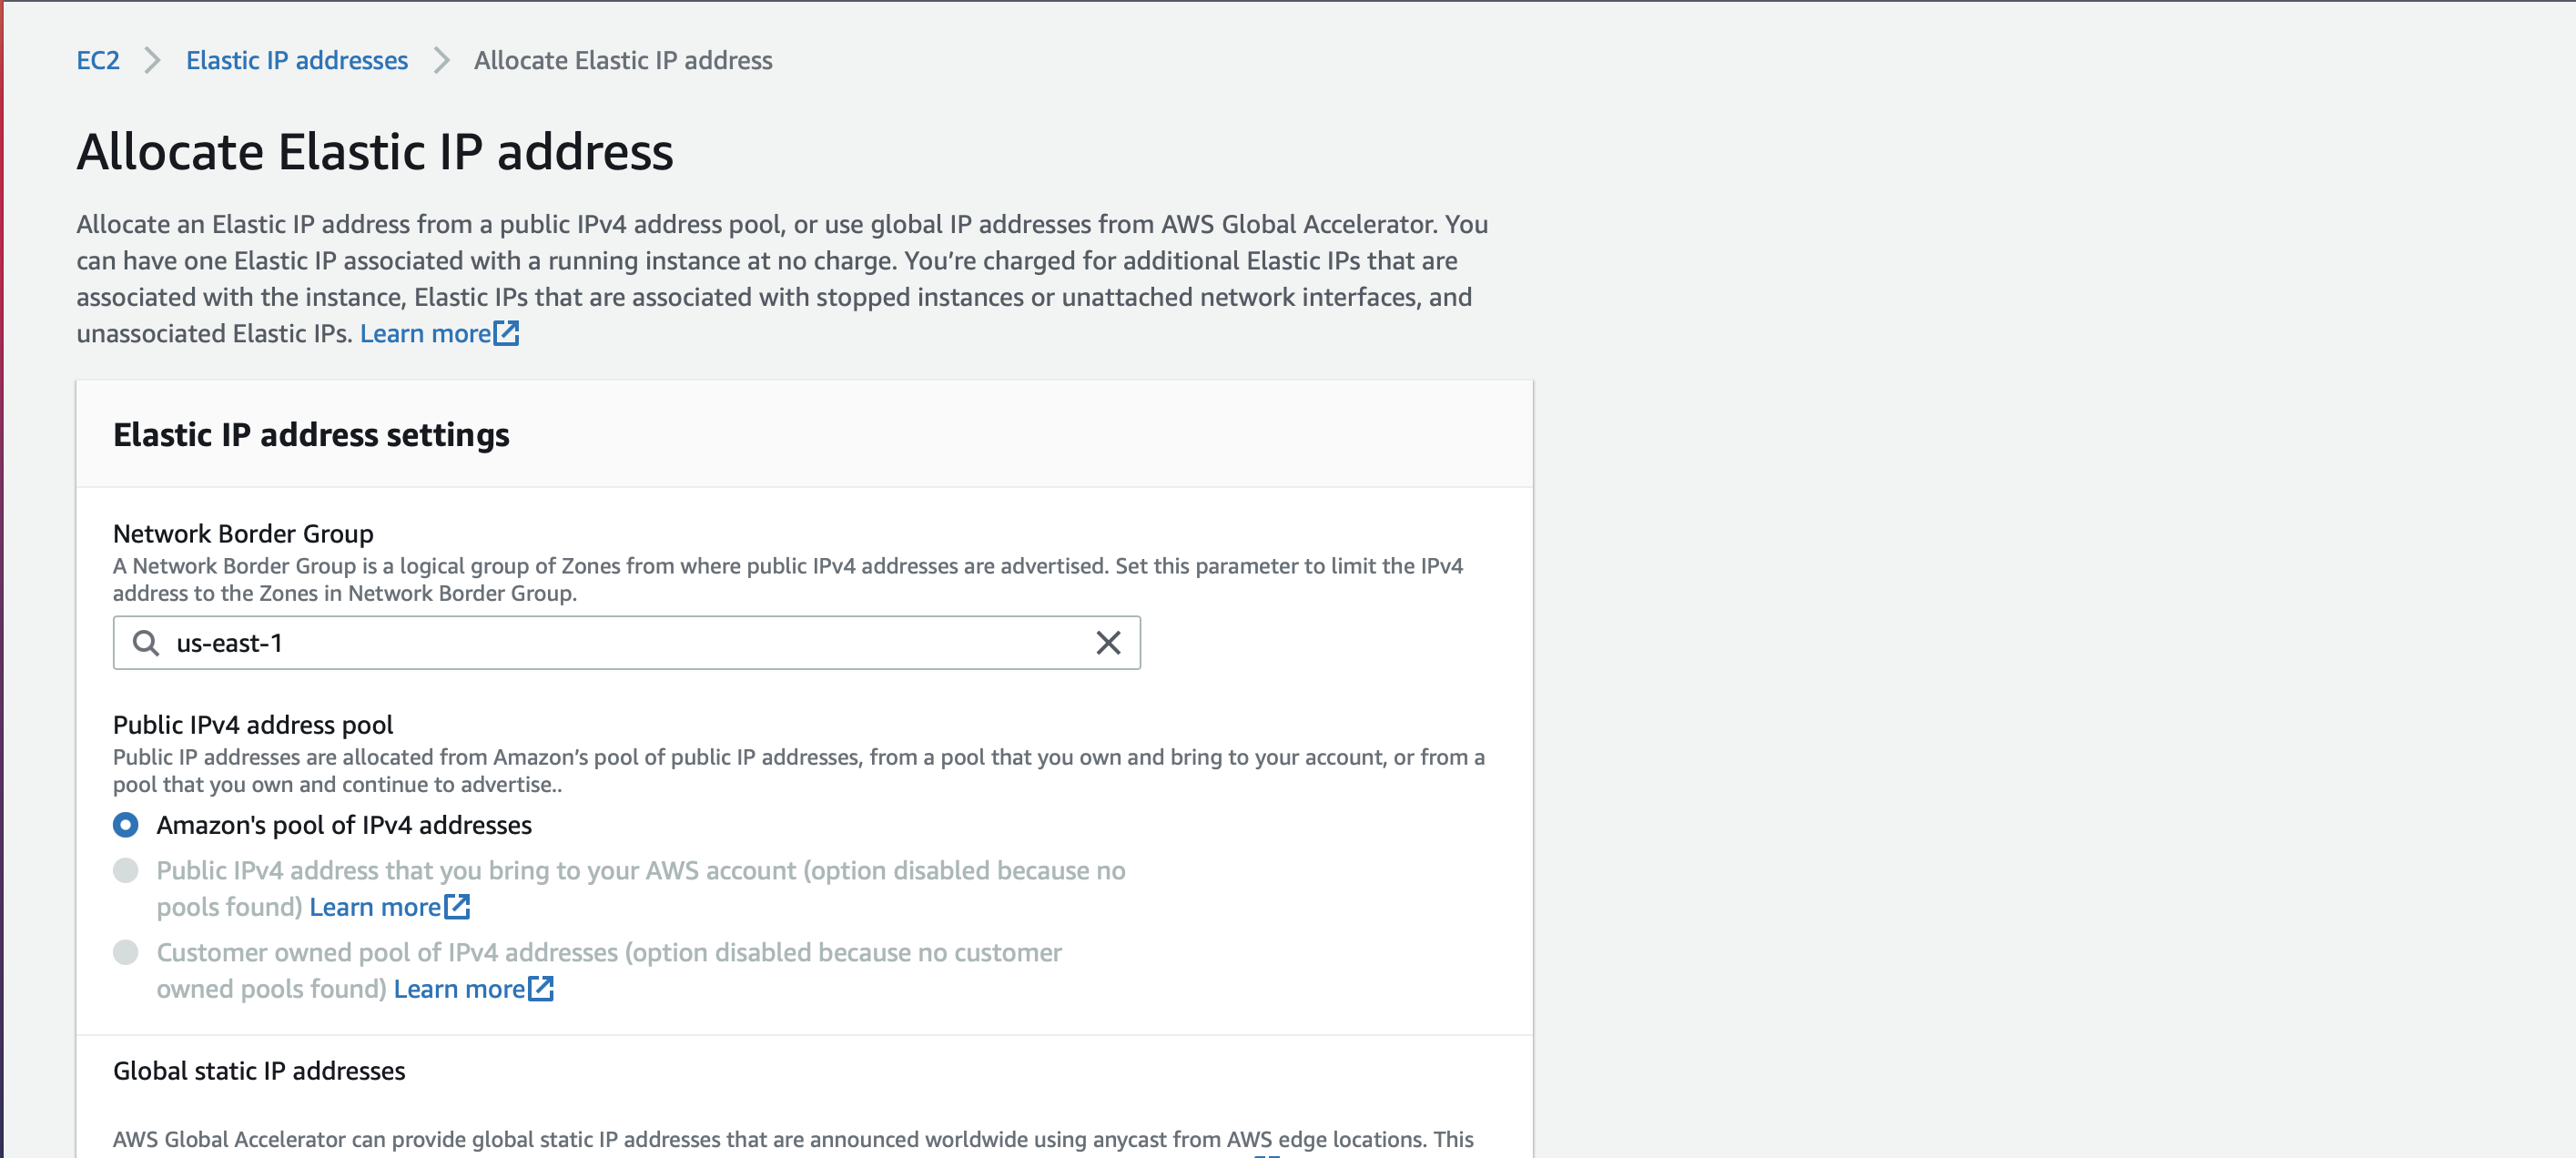 EC2 > Elastic IP addresses > Allocate Elastic IP address
Allocate Elastic IP address
Allocate an Elastic IP address from a public IPv4 address pool, or use global IP addresses from AWS Global Accelerator. You
can have one Elastic IP associated with a running instance at no charge. You’re charged for additional Elastic IPs that are
associated with the instance, Elastic IPs that are associated with stopped instances or unattached network interfaces, and
unassociated Elastic IPs. Learn more
Elastic IP address settings
Network Border Group
A Network Border Group is a logical group of Zones from where public IPv4 addresses are advertised. Set this parameter to limit the IPv4
address to the Zones in Network Border Group.
us-east-1
Public IPv4 address pool
Public IP addresses are allocated from Amazon’s pool of public IP addresses, from a pool that you own and bring to your account, or from a
pool that you own and continue to advertise..
Amazon's pool of IPv4 addresses
Public IPv4 address that you bring to your AWS account (option disabled because no
pools found) Learn more
Customer owned pool of IPv4 addresses (option disabled because no customer
owned pools found) Learn more
Global static IP addresses
AWS Global Accelerator can provide global static IP addresses that are announced worldwide using anycast from AWS edge locations. This